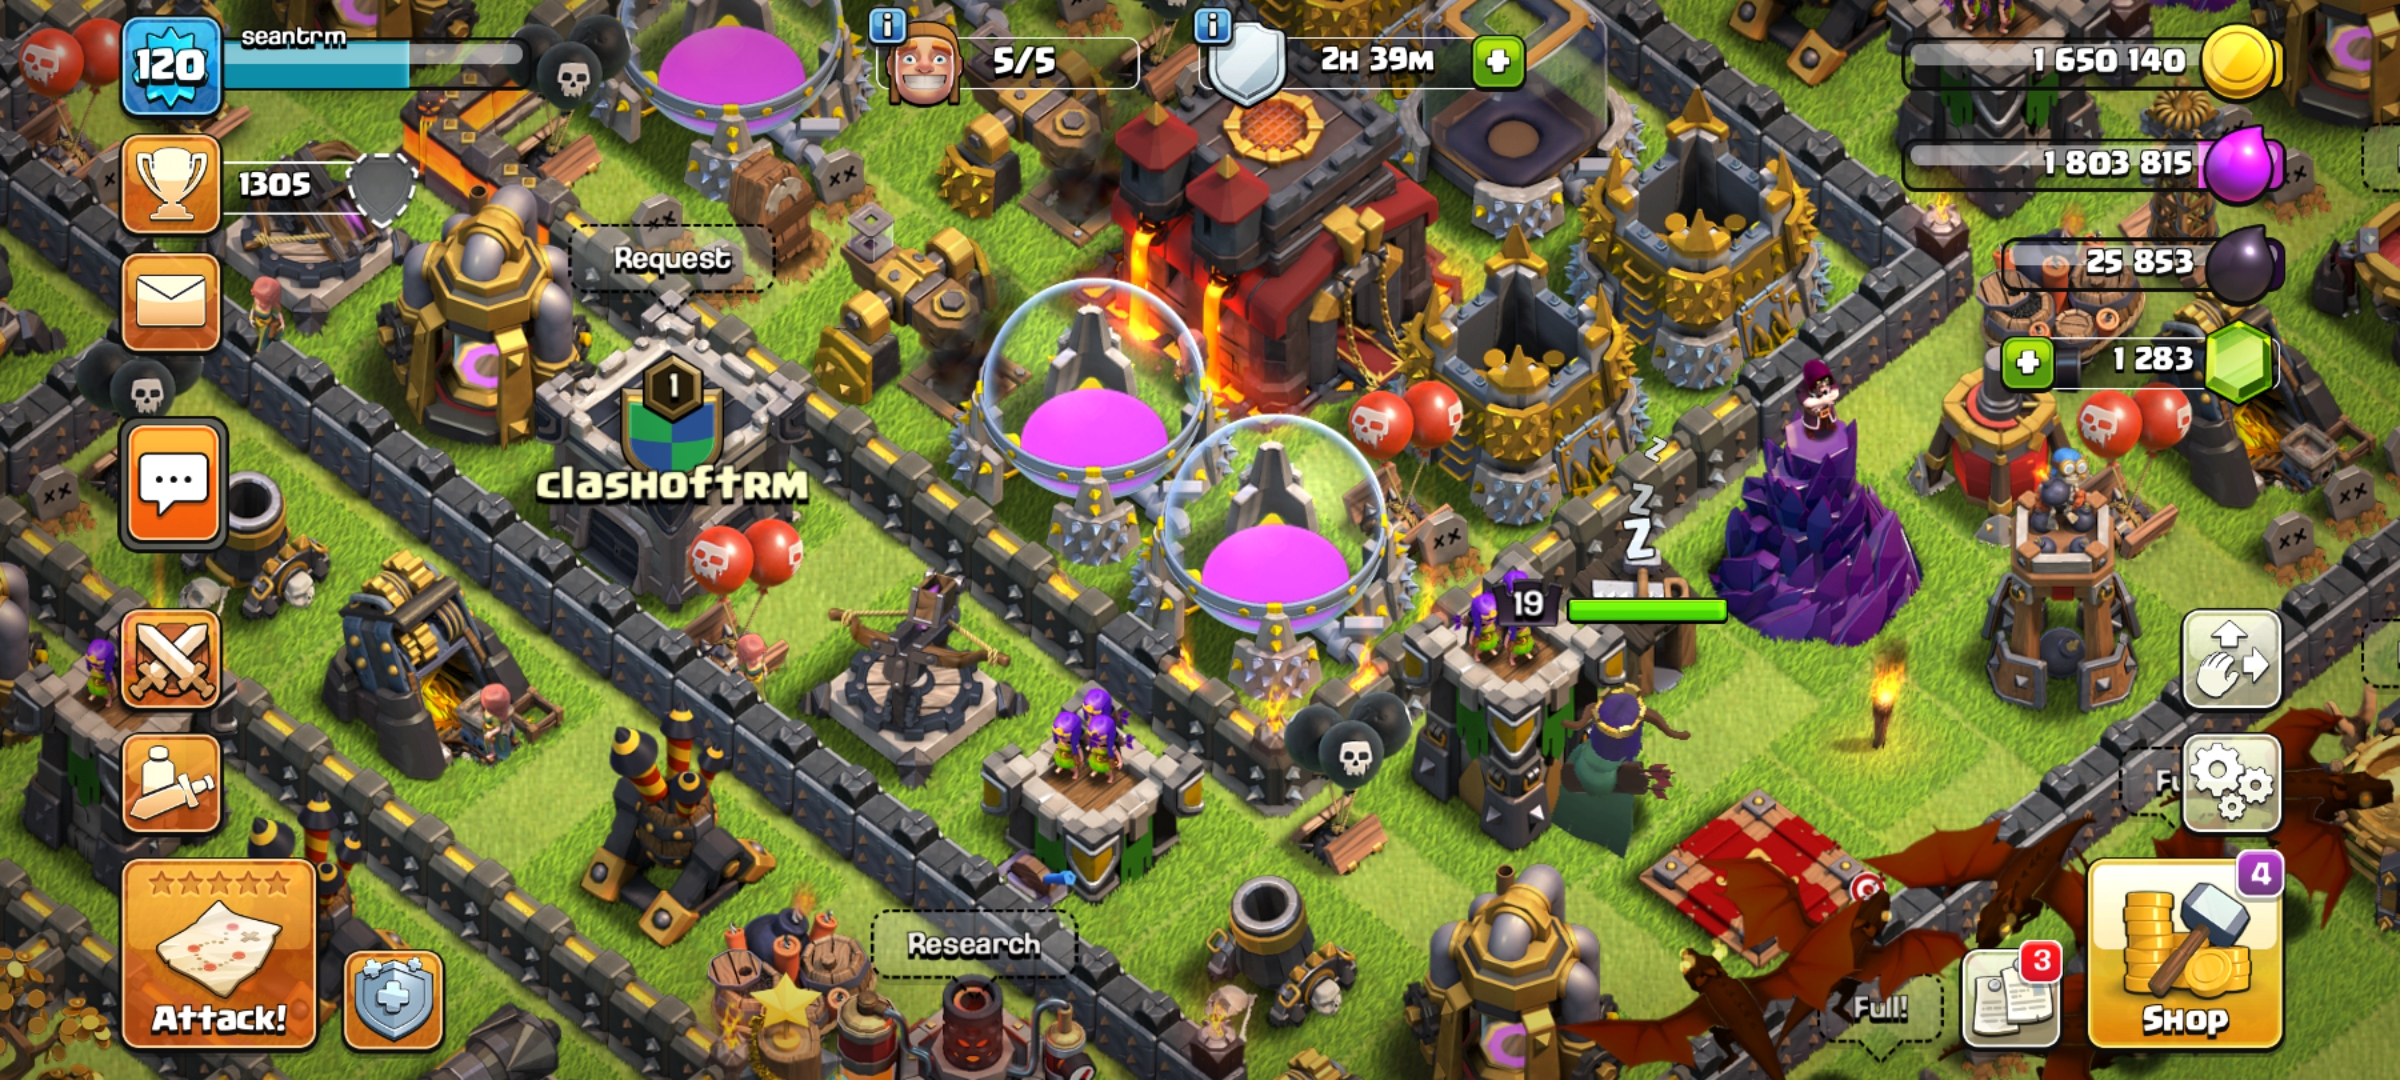 120
seantrm
5/5
2H 39M
1 650 140
1305
1 803 815
Request
25 853
1 283
1
clashoftrm
Z
Z
Z
19
Research
Full!
Attack!
4
3
Shop